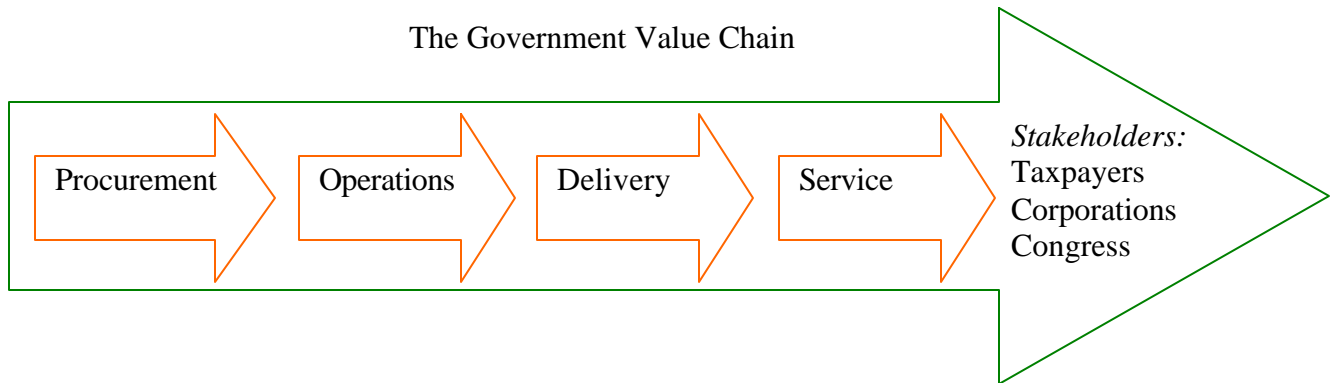 The Government Value Chain
Procurement
Operations
Delivery
Service
Stakeholders:
Taxpayers
Corporations
Congress